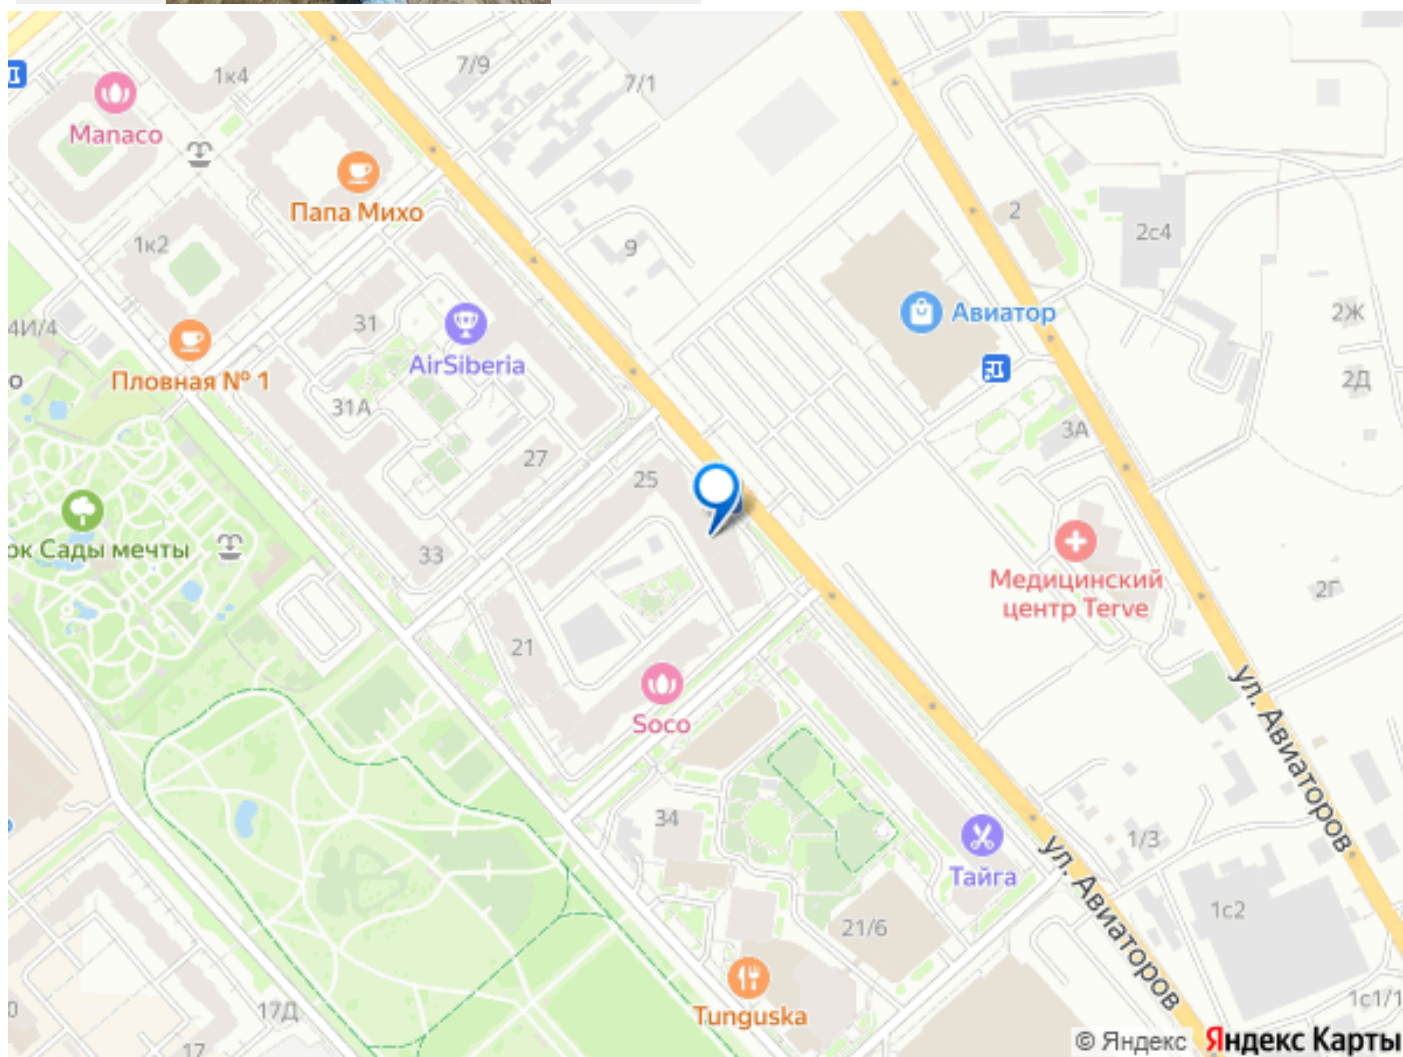 1к4
7/9
7/1
Manaco
Папа Михо
2
2с4
1к2
9
4И/4
31
AirSiberia
Авиатор
2Ж
Пловная № 1
31А
2Д
3А
27
25
ок Сады мечты
33
Медицинский
центр Terve
2Г
21
Soco
ул. Авиаторов
34
Тайга
1/3
ул. Авиаторов
21/6
1с2
Tunguska
17Д
17
1с1/1
© Яндекс
Яндекс Карты